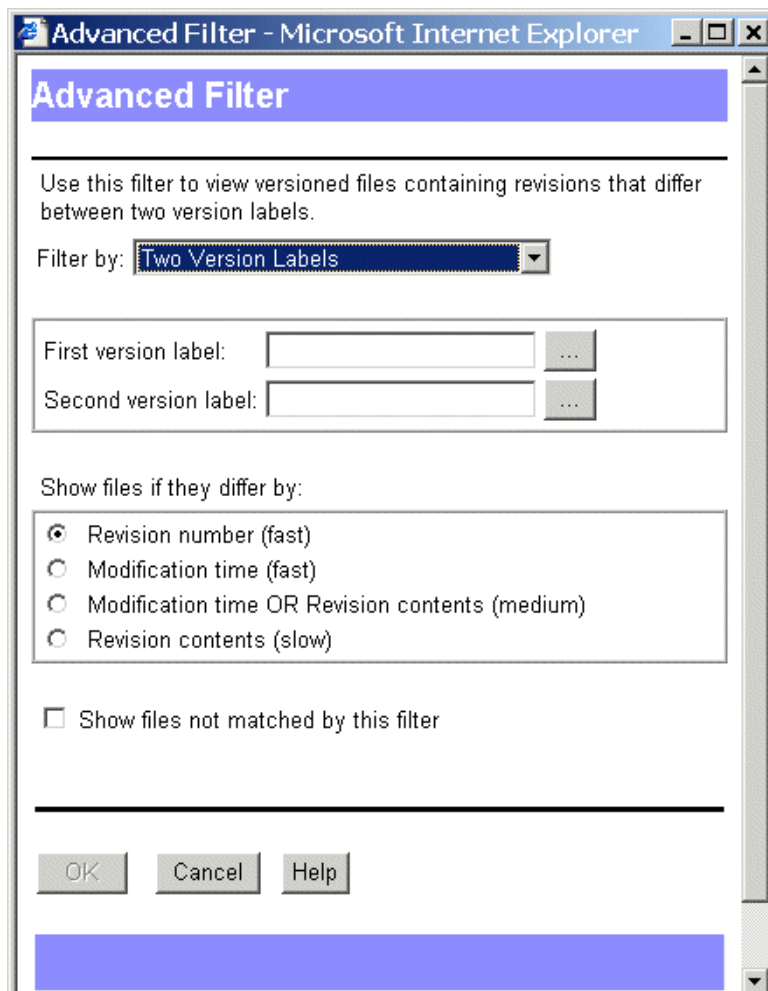 Advanced Filter - Microsoft Internet Explorer
Advanced Filter
Use this filter to view versioned files containing revisions that differ
between two version labels.
Filter by: Two Version Labels
First version label: ...
Second version label: ...
Show files if they differ by:
Revision number (fast)
Modification time (fast)
Modification time OR Revision contents (medium)
Revision contents (slow)
Show files not matched by this filter
OK Cancel Help